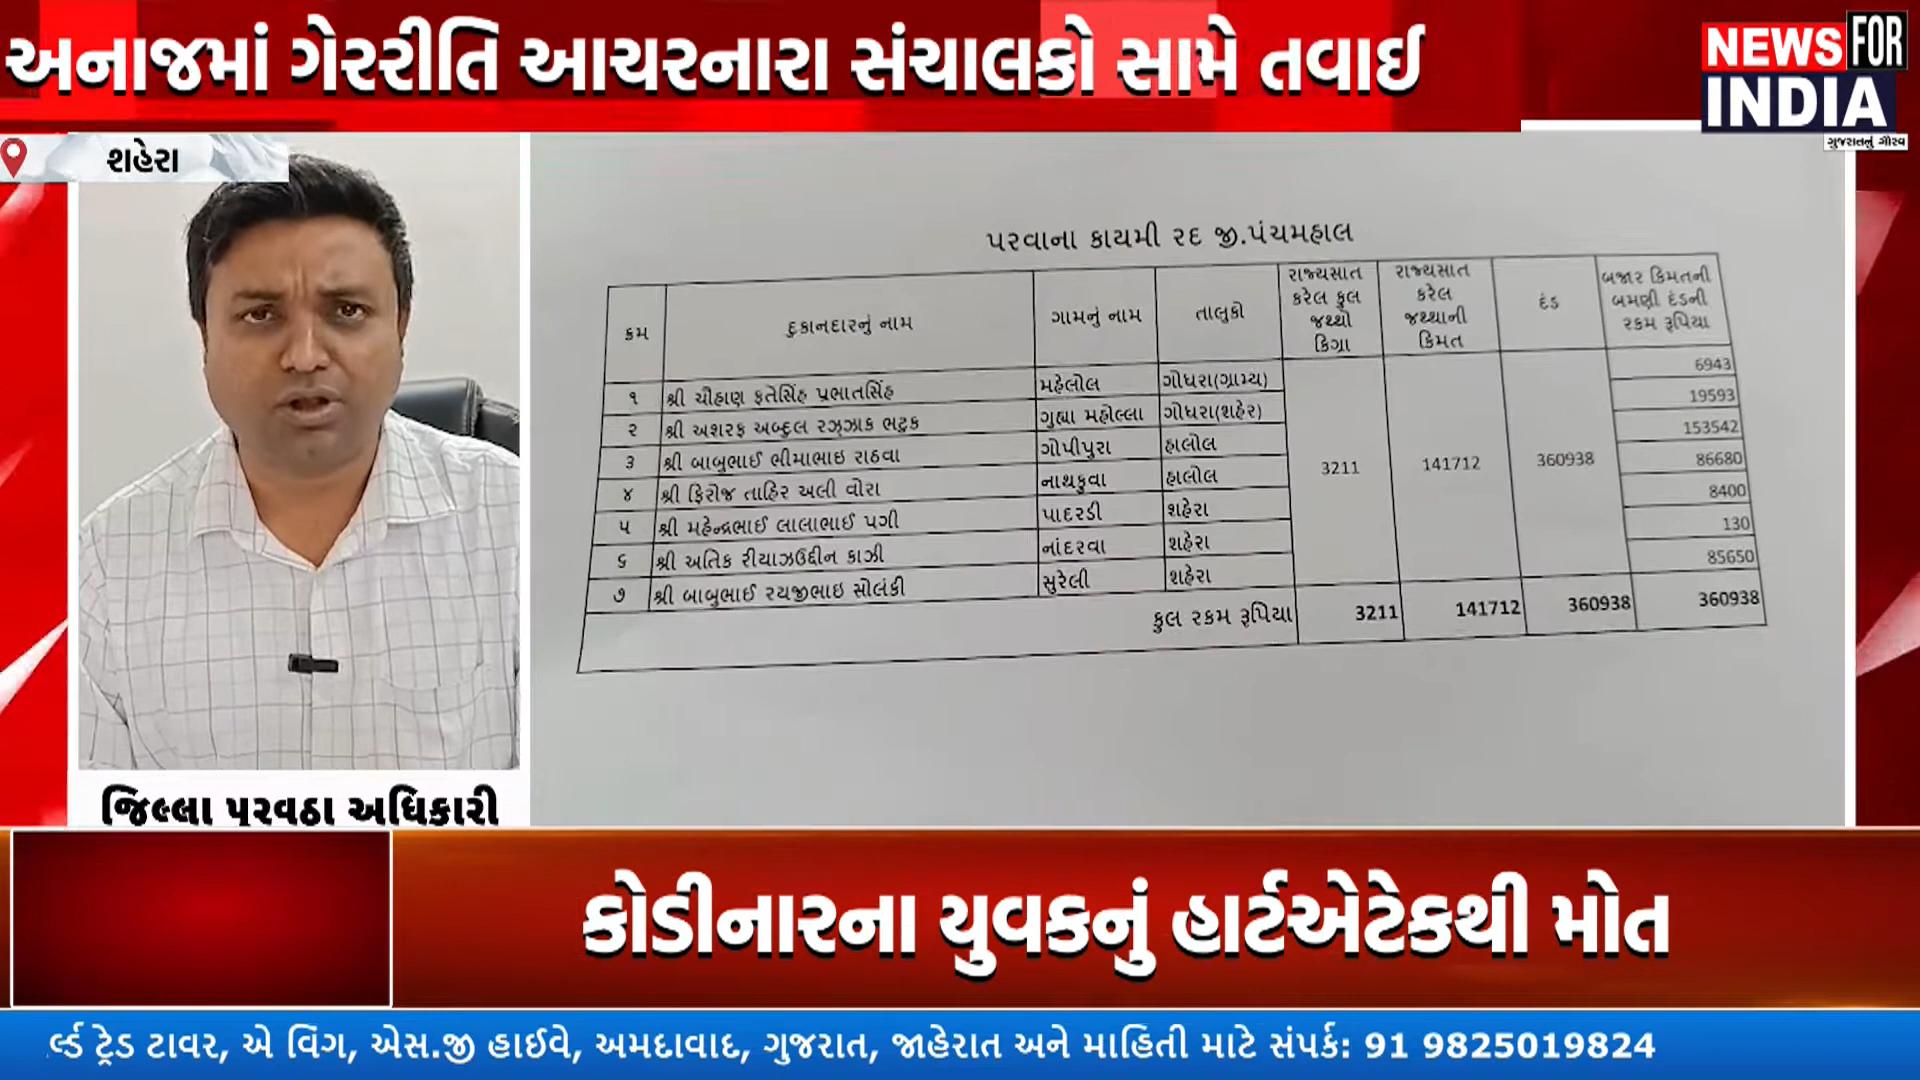 અનાજમાં ગેરરીતિ આચરનારા સંચાલકો સામે તવાઈ
NEWS FOR
INDIA
ગુજરાતનું ગૌરવ
શહેરા
પરવાના કાયમી રદ જી.પંચમહાલ
ક્રમ દુકાનદારનું નામ ગામનું નામ તાલુકો રાજ્યસાત કરેલ કુલ જથ્થો કિગ્રા રાજ્યસાત કરેલ જથ્થાની કિમત દંડ બજાર કિમતની બમણી દંડની રકમ રૂપિયા
૧ શ્રી ચૌહાણ ફતેસિંહ પ્રભાતસિંહ મહેલોલ ગોધરા(ગ્રામ્ય) 6943
૨ શ્રી અશરફ અબ્દુલ રઝ્ઝાક ભટુક ગુહ્યા મહોલ્લા ગોધરા(શહેર) 19593
૩ શ્રી બાબુભાઈ ભીમાભાઇ રાઠવા ગોપીપુરા હાલોલ 153542
3211 141712 360938
૪ શ્રી ફિરોજ તાહિર અલી વોરા નાથકુવા હાલોલ 86680
૫ શ્રી મહેન્દ્રભાઈ લાલાભાઈ પગી પાદરડી શહેરા 8400
૬ શ્રી અતિક રીયાઝઉદ્દીન કાઝી નાંદરવા શહેરા 130
૭ શ્રી બાબુભાઈ રયજીભાઇ સોલંકી સુરેલી શહેરા 85650
કુલ રકમ રૂપિયા 3211 141712 360938 360938
જિલ્લા પુરવઠા અધિકારી
કોડીનારના યુવકનું હાર્ટએટેકથી મોત
ર્લ્ડ ટ્રેડ ટાવર, એ વિંગ, એસ.જી હાઈવે, અમદાવાદ, ગુજરાત, જાહેરાત અને માહિતી માટે સંપર્ક: 91 9825019824